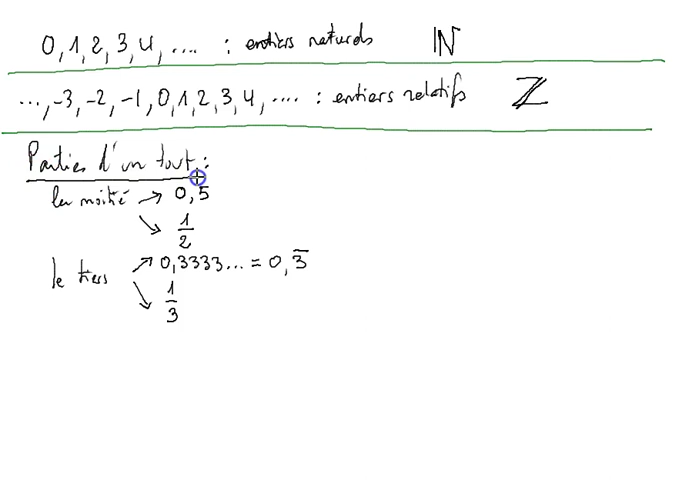 0, 1, 2, 3, 4, .... : entiers naturels ℕ
..., -3, -2, -1, 0, 1, 2, 3, 4, .... : entiers relatifs ℤ
Parties d'un tout :
la moitié → 0,5
↘ 1/2
le tiers ↗ 0,3333... = 0,3̅
↘ 1/3